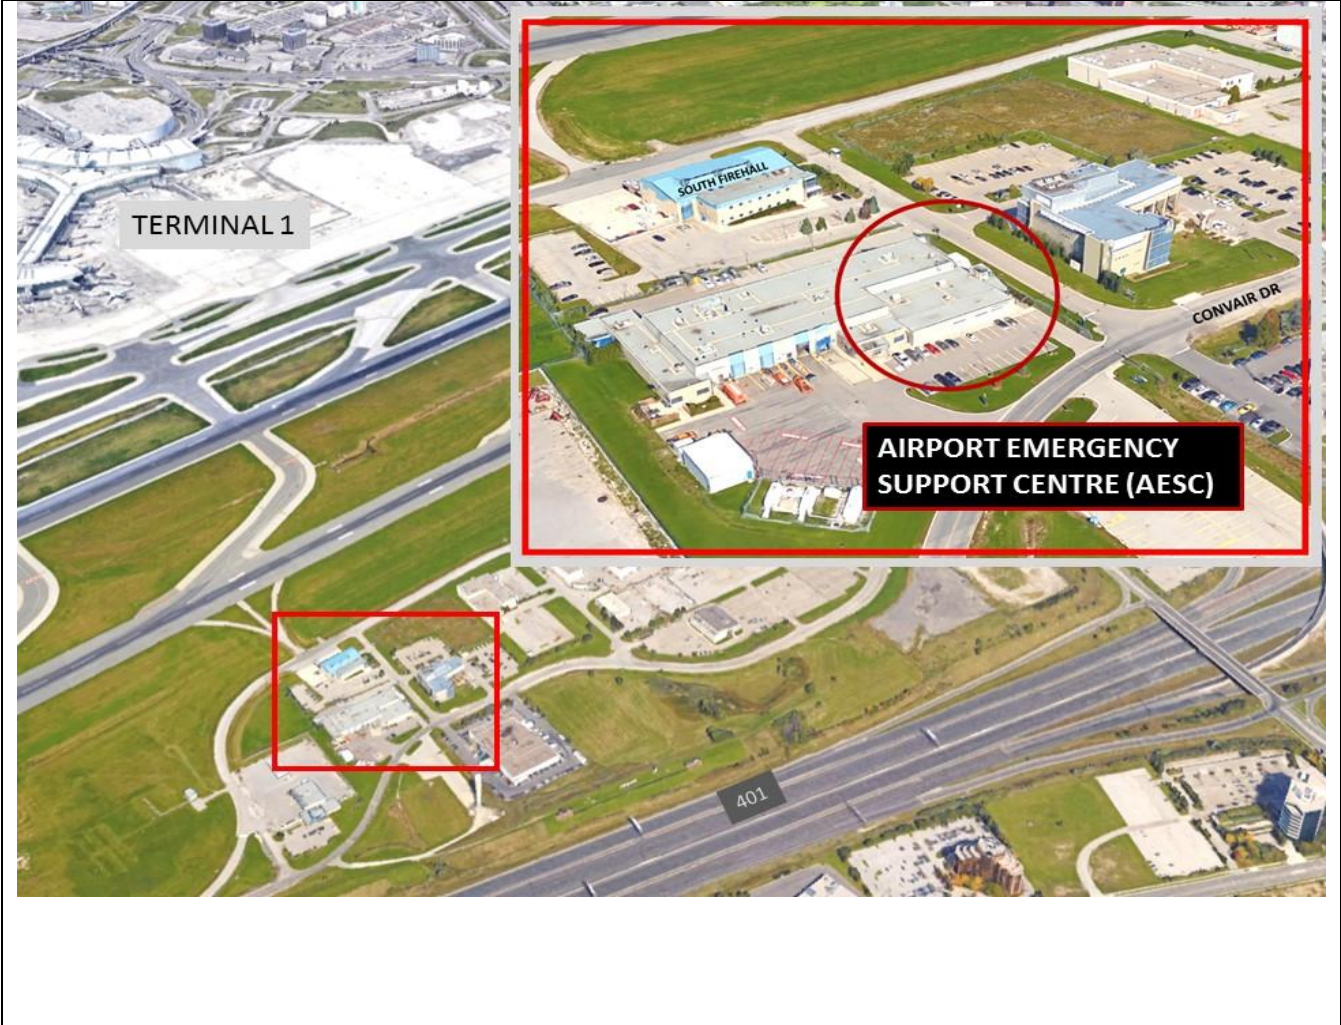 TERMINAL 1
SOUTH FIREHALL
CONVAIR DR
AIRPORT EMERGENCY
SUPPORT CENTRE (AESC)
401